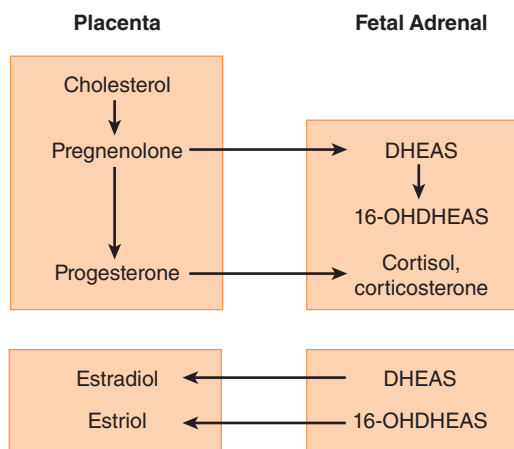 Placenta
Fetal Adrenal
Cholesterol
Pregnenolone
DHEAS
16-OHDHEAS
Progesterone
Cortisol,
corticosterone
Estradiol
DHEAS
Estriol
16-OHDHEAS